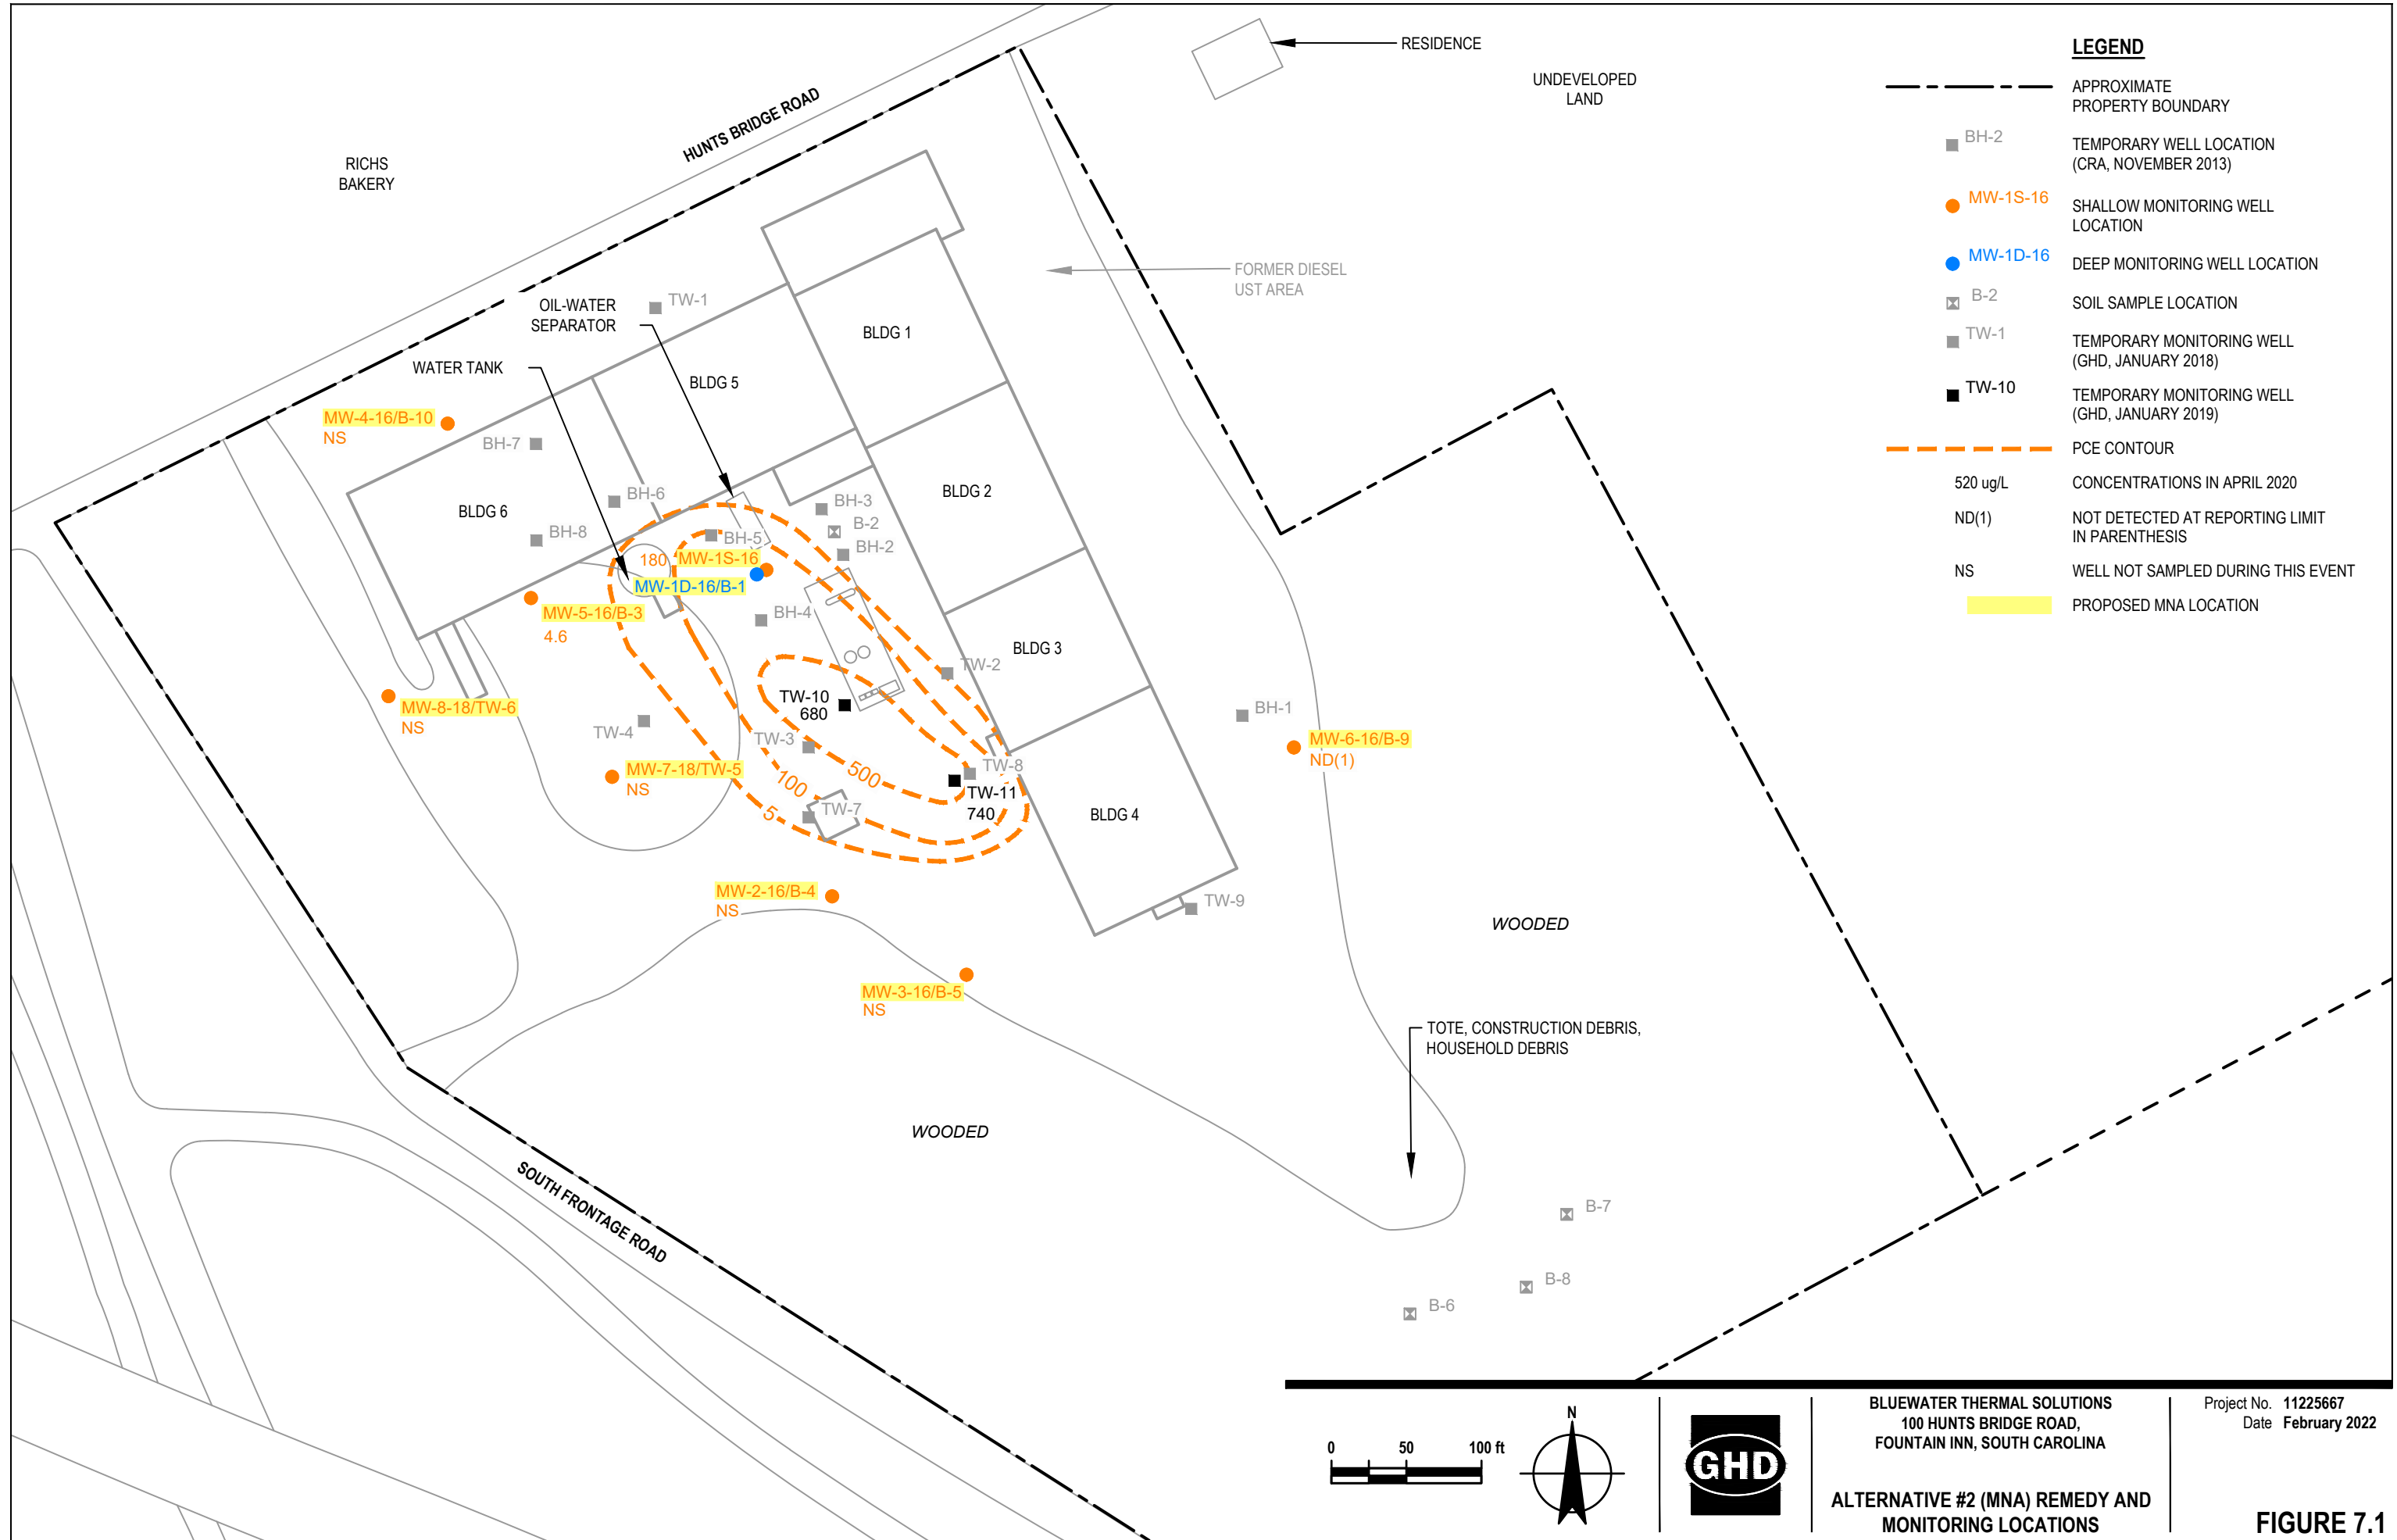 RESIDENCE
UNDEVELOPED
LAND
HUNTS BRIDGE ROAD
RICHS
BAKERY
FORMER DIESEL
UST AREA
OIL-WATER
SEPARATOR
TW-1
WATER TANK
BLDG 1
BLDG 5
MW-4-16/B-10
NS
BH-7
BLDG 6
BH-6
BLDG 2
BH-3
B-2
BH-2
BH-8
BH-5
180
MW-1S-16
MW-1D-16/B-1
MW-5-16/B-3
4.6
BH-4
BLDG 3
TW-2
MW-8-18/TW-6
NS
TW-10
680
TW-4
TW-3
BH-1
MW-6-16/B-9
ND(1)
MW-7-18/TW-5
NS
500
100
5
TW-8
TW-11
740
TW-7
BLDG 4
MW-2-16/B-4
NS
TW-9
WOODED
MW-3-16/B-5
NS
TOTE, CONSTRUCTION DEBRIS,
HOUSEHOLD DEBRIS
WOODED
SOUTH FRONTAGE ROAD
B-7
B-8
B-6
LEGEND
APPROXIMATE
PROPERTY BOUNDARY
BH-2
TEMPORARY WELL LOCATION
(CRA, NOVEMBER 2013)
MW-1S-16
SHALLOW MONITORING WELL
LOCATION
MW-1D-16
DEEP MONITORING WELL LOCATION
B-2
SOIL SAMPLE LOCATION
TW-1
TEMPORARY MONITORING WELL
(GHD, JANUARY 2018)
TW-10
TEMPORARY MONITORING WELL
(GHD, JANUARY 2019)
PCE CONTOUR
520 ug/L
CONCENTRATIONS IN APRIL 2020
ND(1)
NOT DETECTED AT REPORTING LIMIT
IN PARENTHESIS
NS
WELL NOT SAMPLED DURING THIS EVENT
PROPOSED MNA LOCATION
0 50 100 ft
N
GHD
BLUEWATER THERMAL SOLUTIONS
100 HUNTS BRIDGE ROAD,
FOUNTAIN INN, SOUTH CAROLINA
ALTERNATIVE #2 (MNA) REMEDY AND
MONITORING LOCATIONS
Project No. 11225667
Date February 2022
FIGURE 7.1